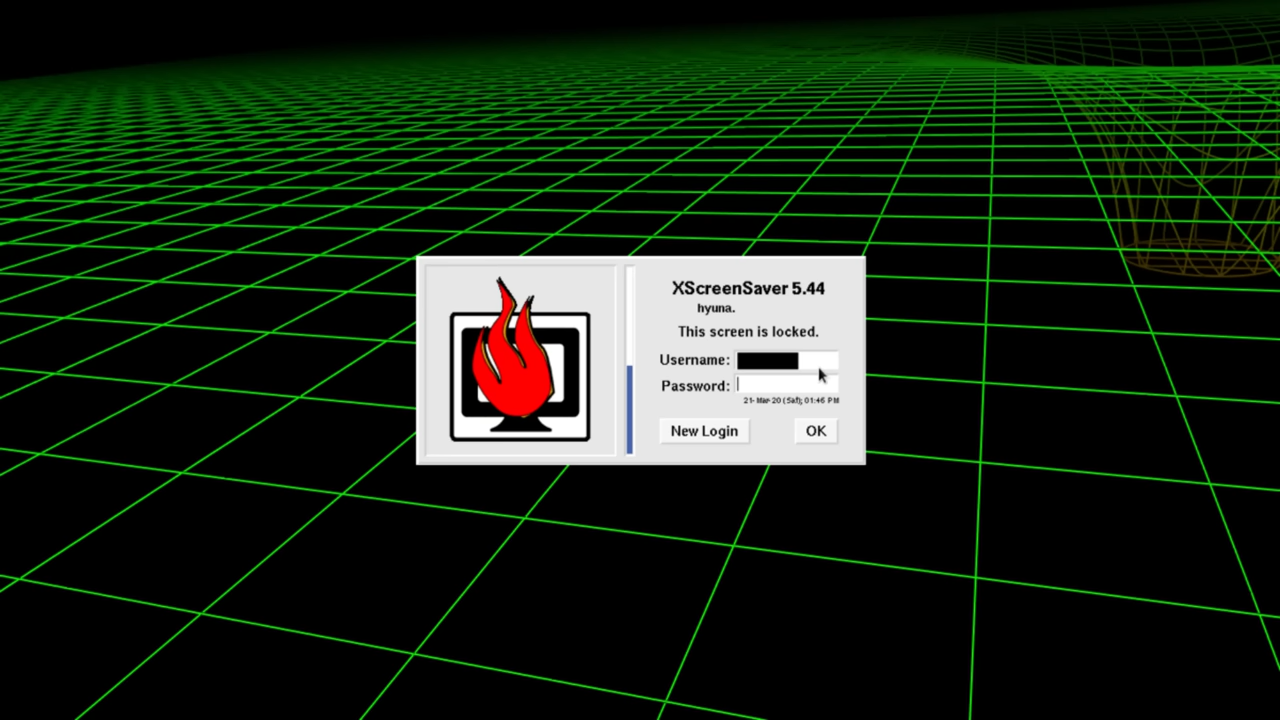 XScreenSaver 5.44
hyuna.
This screen is locked.
Username:
Password:
21-Mar-20 (Sat); 01:46 PM
New Login OK